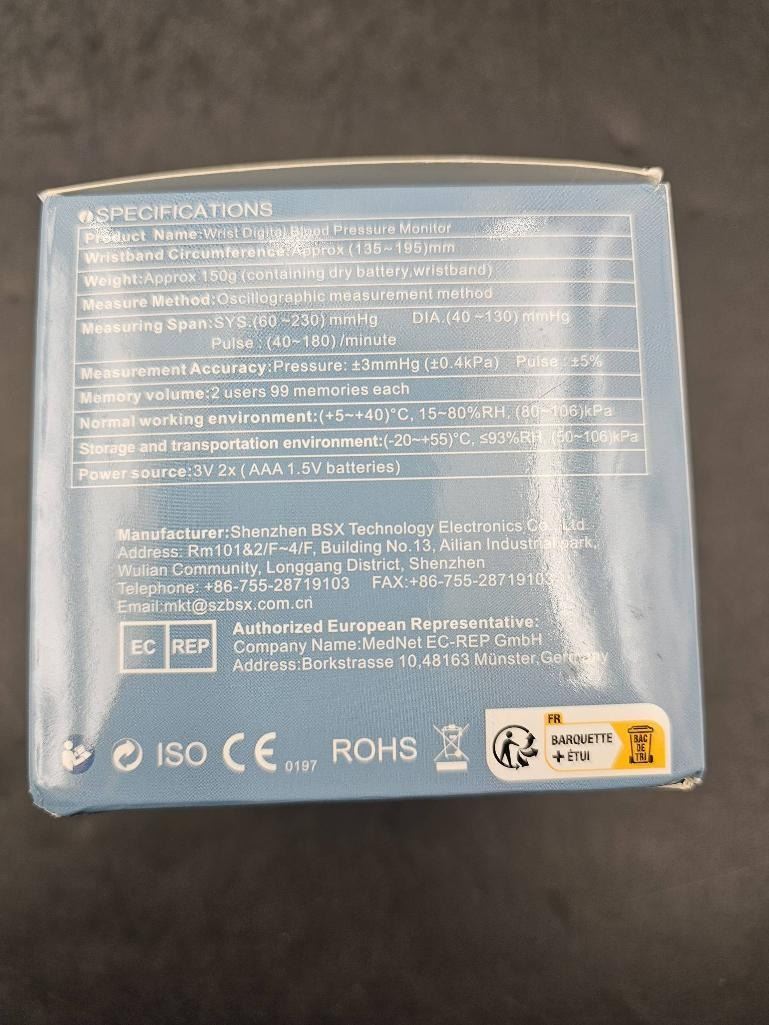 SPECIFICATIONS
Product Name:Wrist Digital Blood Pressure Monitor
Wristband Circumference:Approx (135~195)mm
Weight:Approx 150g (containing dry battery,wristband)
Measure Method:Oscillographic measurement method
Measuring Span:SYS.(60~230) mmHg DIA.(40~130) mmHg
Pulse : (40~180) /minute
Measurement Accuracy:Pressure: ±3mmHg (±0.4kPa) Pulse : ±5%
Memory volume:2 users 99 memories each
Normal working environment:(+5~+40)°C, 15~80%RH, (80~106)kPa
Storage and transportation environment:(-20~+55)°C, ≤93%RH, (50~106)kPa
Power source:3V 2x ( AAA 1.5V batteries)
Manufacturer:Shenzhen BSX Technology Electronics Co., Ltd
Address: Rm101&2/F~4/F, Building No.13, Ailian Industrial park,
Wulian Community, Longgang District, Shenzhen
Telephone: +86-755-28719103 FAX:+86-755-28719103
Email:mkt@szbsx.com.cn
EC REP
Authorized European Representative:
Company Name:MedNet EC-REP GmbH
Address:Borkstrasse 10,48163 Münster,Germany
ISO CE 0197 ROHS
FR
BARQUETTE
+ ÉTUI
BAC
DE
TRI